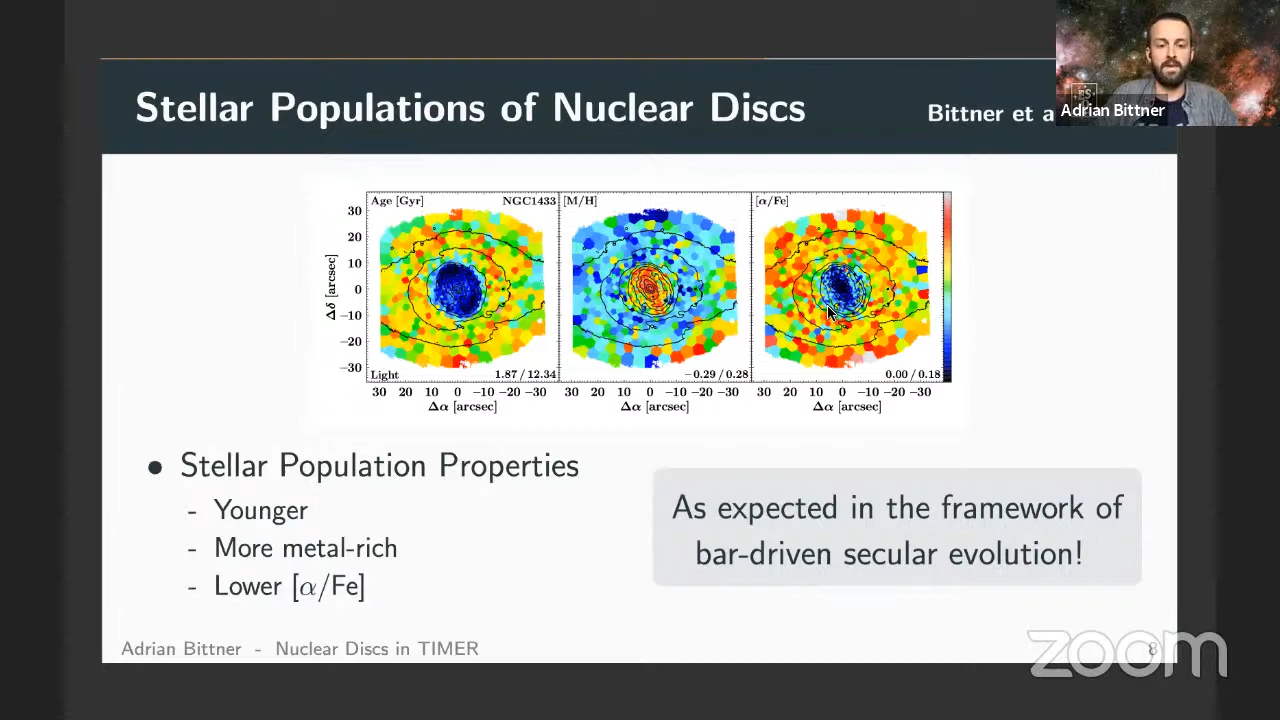 Stellar Populations of Nuclear Discs
Bittner et a
Adrian Bittner
Age [Gyr] NGC1433 [M/H] [α/Fe]
30
20
10
0
−10
−20
−30
Δδ [arcsec]
Light 1.87 / 12.34 −0.29 / 0.28 0.00 / 0.18
30 20 10 0 −10 −20 −30 30 20 10 0 −10 −20 −30 30 20 10 0 −10 −20 −30
Δα [arcsec] Δα [arcsec] Δα [arcsec]
• Stellar Population Properties
- Younger
- More metal-rich
- Lower [α/Fe]
As expected in the framework of
bar-driven secular evolution!
Adrian Bittner - Nuclear Discs in TIMER
8
zoom